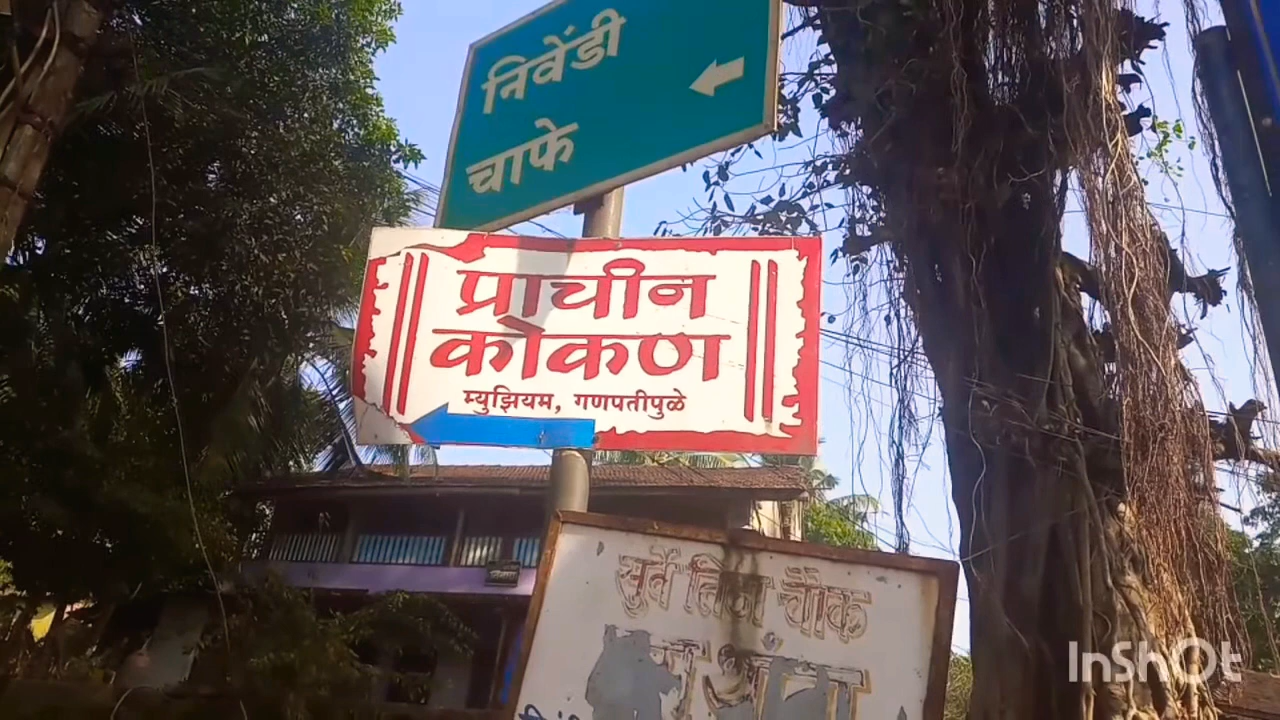 निवेंडी
चाफे
प्राचीन
कोकण
म्युझियम, गणपतीपुळे
चौक
InShOt